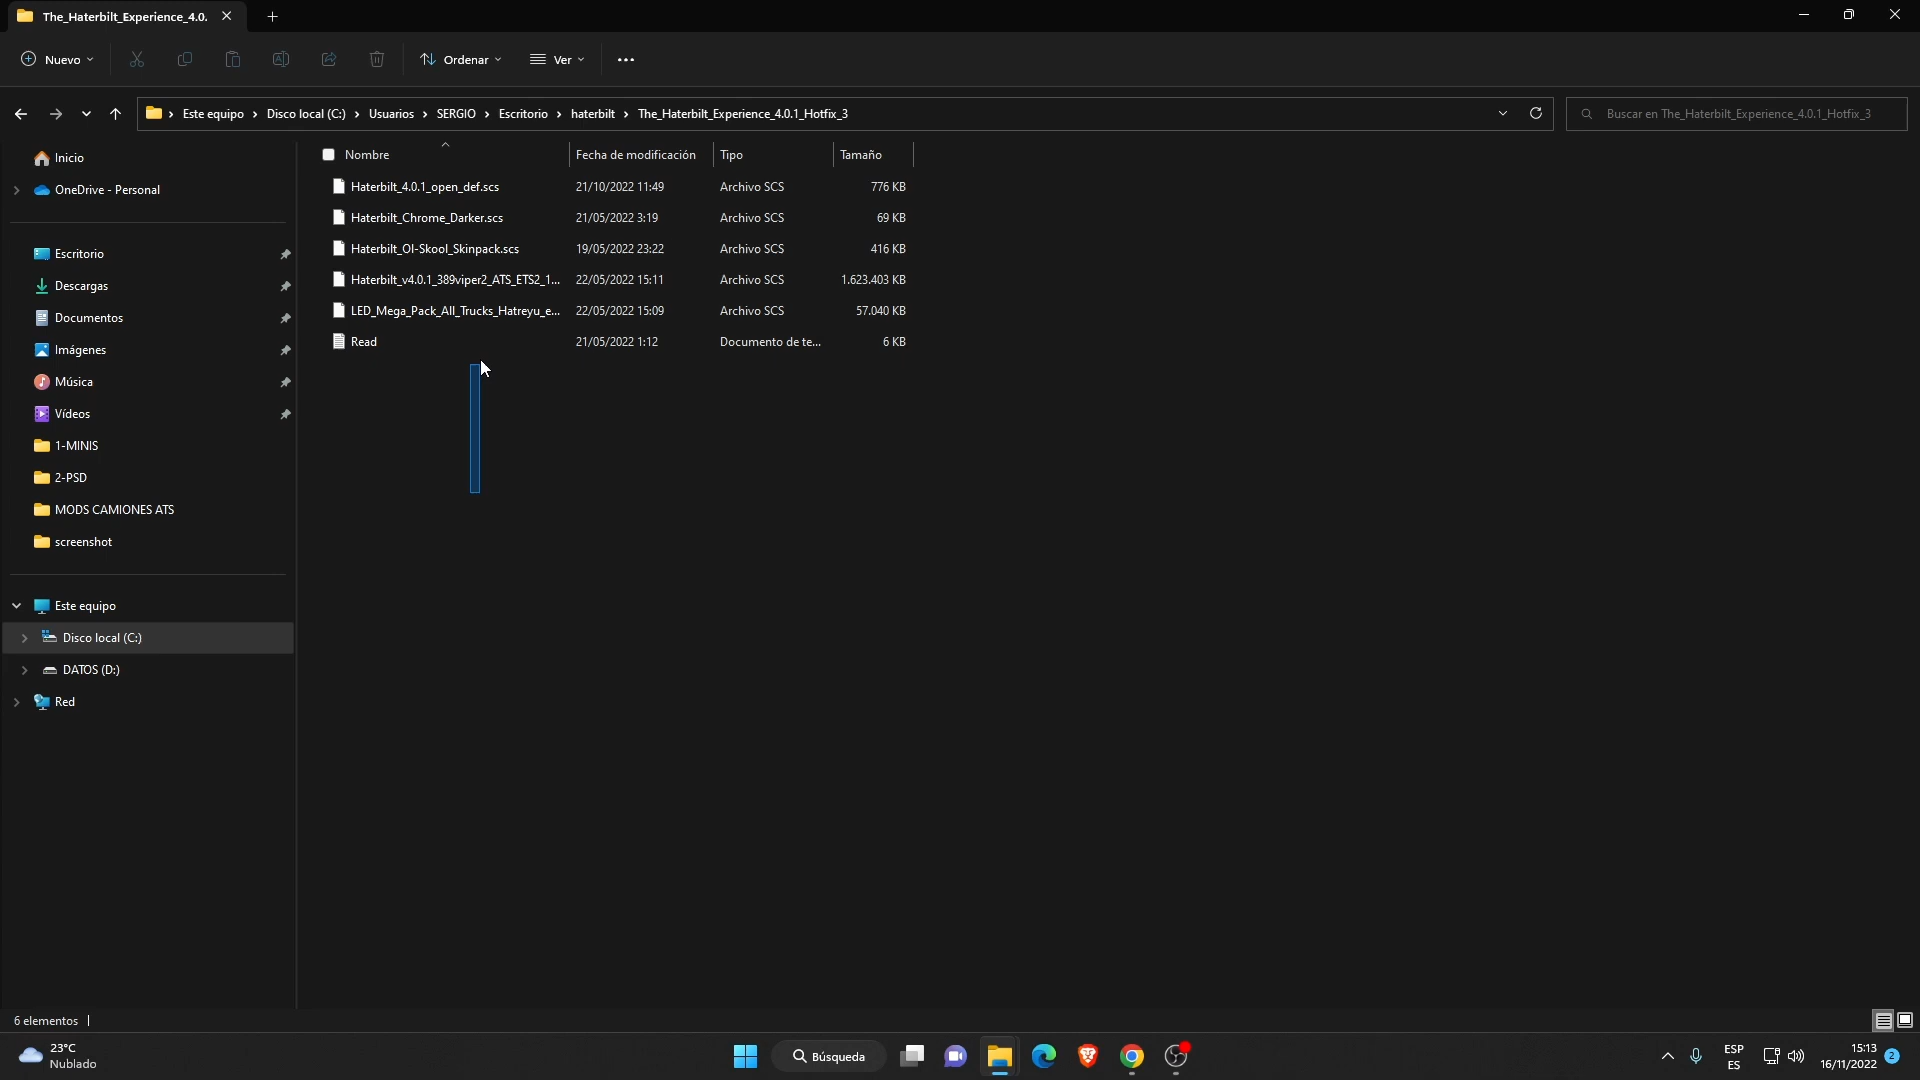 The_Haterbilt_Experience_4.0.
Nuevo
Ordenar
Ver
Este equipo
Disco local (C:)
Usuarios
SERGIO
Escritorio
haterbilt
The_Haterbilt_Experience_4.0.1_Hotfix_3
Buscar en The_Haterbilt_Experience_4.0.1_Hotfix_3
Inicio
OneDrive - Personal
Escritorio
Descargas
Documentos
Imágenes
Música
Vídeos
1-MINIS
2-PSD
MODS CAMIONES ATS
screenshot
Este equipo
Disco local (C:)
DATOS (D:)
Red
Nombre Fecha de modificación Tipo Tamaño
Haterbilt_4.0.1_open_def.scs 21/10/2022 11:49 Archivo SCS 776 KB
Haterbilt_Chrome_Darker.scs 21/05/2022 3:19 Archivo SCS 69 KB
Haterbilt_Ol-Skool_Skinpack.scs 19/05/2022 23:22 Archivo SCS 416 KB
Haterbilt_v4.0.1_389viper2_ATS_ETS2_1... 22/05/2022 15:11 Archivo SCS 1.623.403 KB
LED_Mega_Pack_All_Trucks_Hatreyu_e... 22/05/2022 15:09 Archivo SCS 57.040 KB
Read 21/05/2022 1:12 Documento de te... 6 KB
6 elementos
23°C
Nublado
Búsqueda
ESP
ES
15:13
16/11/2022
2